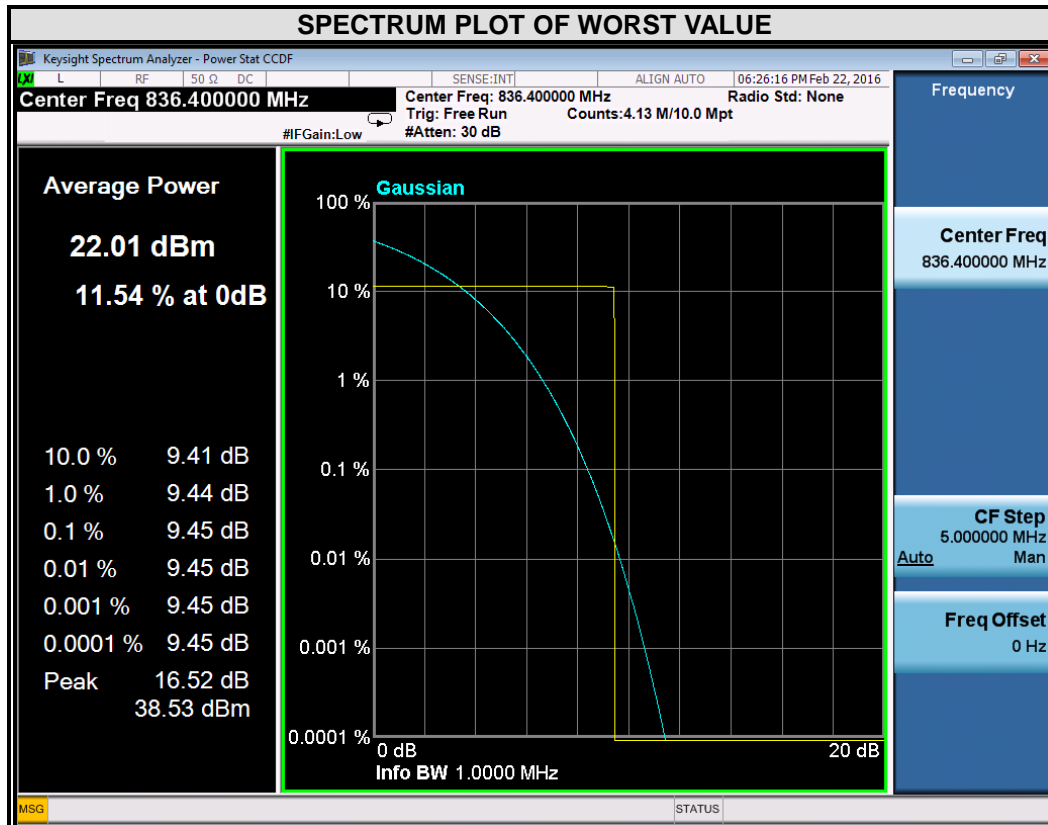 SPECTRUM PLOT OF WORST VALUE
Keysight Spectrum Analyzer - Power Stat CCDF
LXI L RF 50 Ω DC SENSE:INT ALIGN AUTO 06:26:16 PM Feb 22, 2016
Center Freq 836.400000 MHz
#IFGain:Low
Center Freq: 836.400000 MHz Radio Std: None
Trig: Free Run Counts:4.13 M/10.0 Mpt
#Atten: 30 dB
Average Power
22.01 dBm
11.54 % at 0dB
10.0 % 9.41 dB
1.0 % 9.44 dB
0.1 % 9.45 dB
0.01 % 9.45 dB
0.001 % 9.45 dB
0.0001 % 9.45 dB
Peak 16.52 dB
38.53 dBm
Gaussian
100 %
10 %
1 %
0.1 %
0.01 %
0.001 %
0.0001 %
0 dB 20 dB
Info BW 1.0000 MHz
Frequency
Center Freq
836.400000 MHz
CF Step
5.000000 MHz
Auto Man
Freq Offset
0 Hz
MSG STATUS